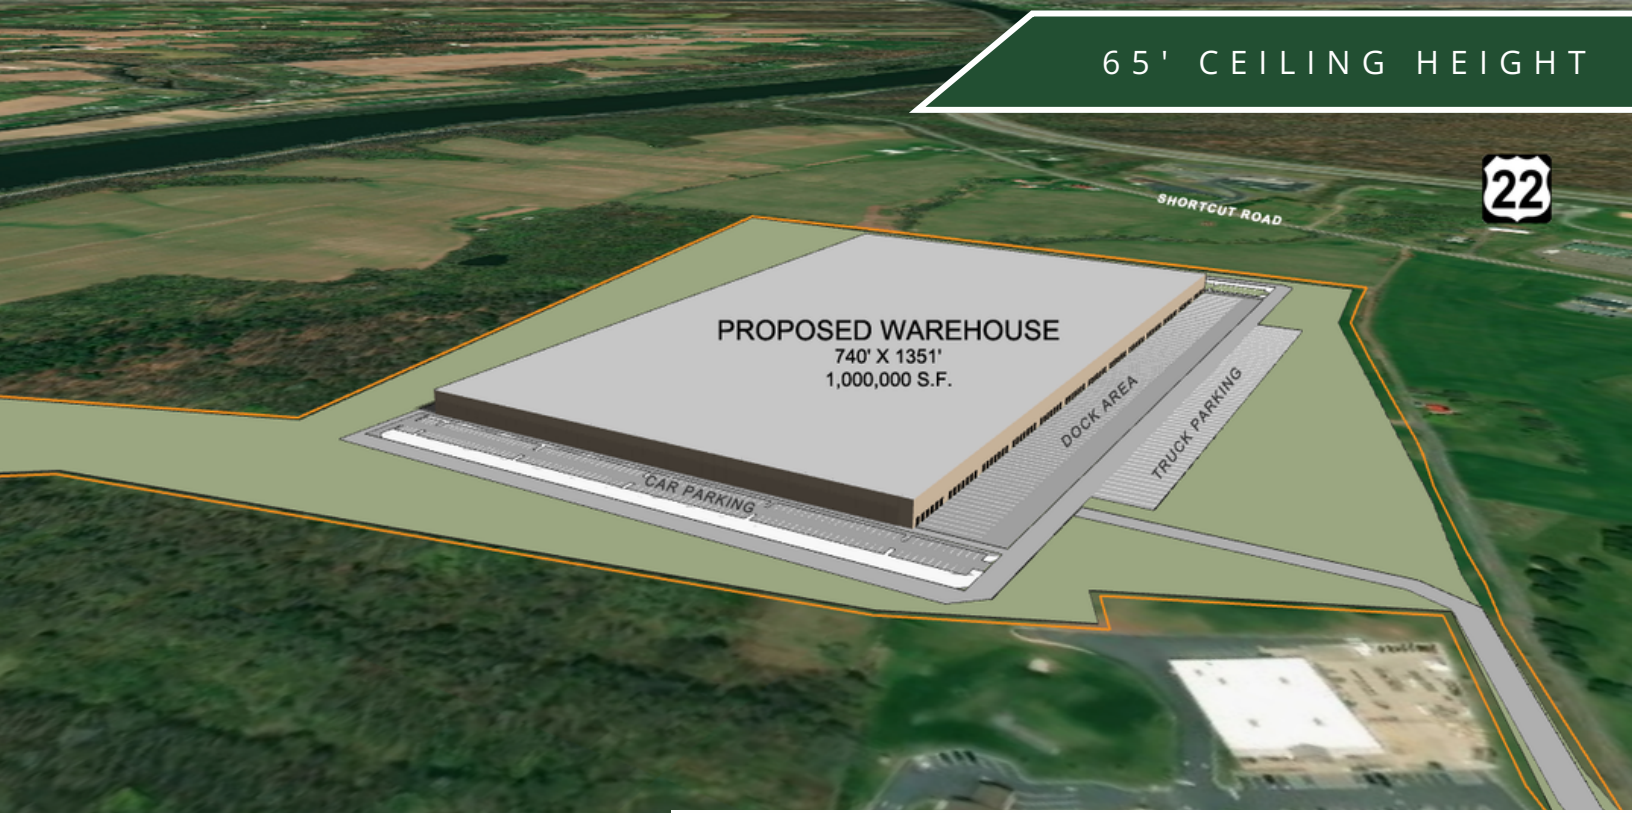 65' CEILING HEIGHT
22
SHORTCUT ROAD
PROPOSED WAREHOUSE
740' X 1351'
1,000,000 S.F.
DOCK AREA
TRUCK PARKING
CAR PARKING